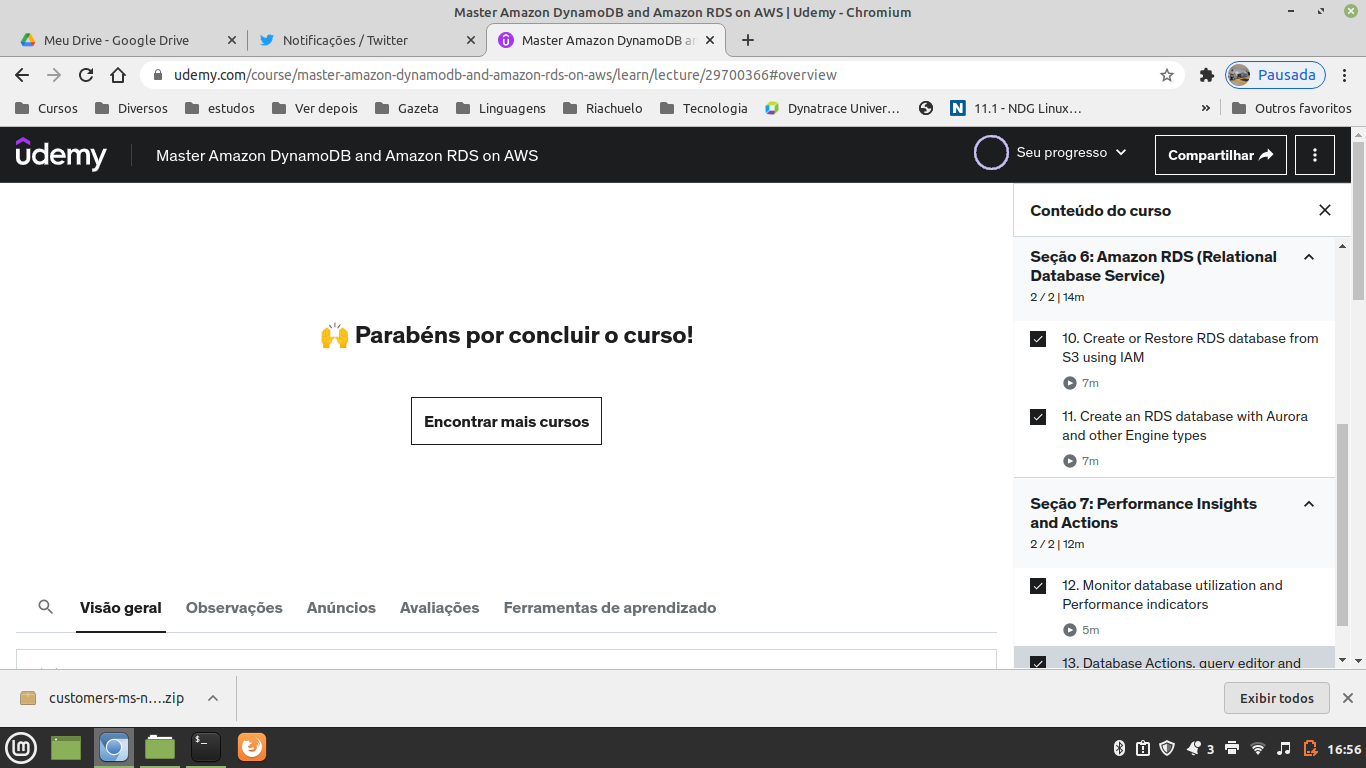 Master Amazon DynamoDB and Amazon RDS on AWS | Udemy - Chromium
Meu Drive - Google Drive
Notificações / Twitter
Master Amazon DynamoDB ar
udemy.com/course/master-amazon-dynamodb-and-amazon-rds-on-aws/learn/lecture/29700366#overview
Pausada
Cursos
Diversos
estudos
Ver depois
Gazeta
Linguagens
Riachuelo
Tecnologia
Dynatrace Univer…
11.1 - NDG Linux…
»
Outros favoritos
udemy
Master Amazon DynamoDB and Amazon RDS on AWS
Seu progresso
Compartilhar
🙌 Parabéns por concluir o curso!
Encontrar mais cursos
Visão geral
Observações
Anúncios
Avaliações
Ferramentas de aprendizado
Conteúdo do curso
Seção 6: Amazon RDS (Relational
Database Service)
2 / 2 | 14m
10. Create or Restore RDS database from
S3 using IAM
7m
11. Create an RDS database with Aurora
and other Engine types
7m
Seção 7: Performance Insights
and Actions
2 / 2 | 12m
12. Monitor database utilization and
Performance indicators
5m
13. Database Actions, query editor and
customers-ms-n….zip
Exibir todos
3
16:56